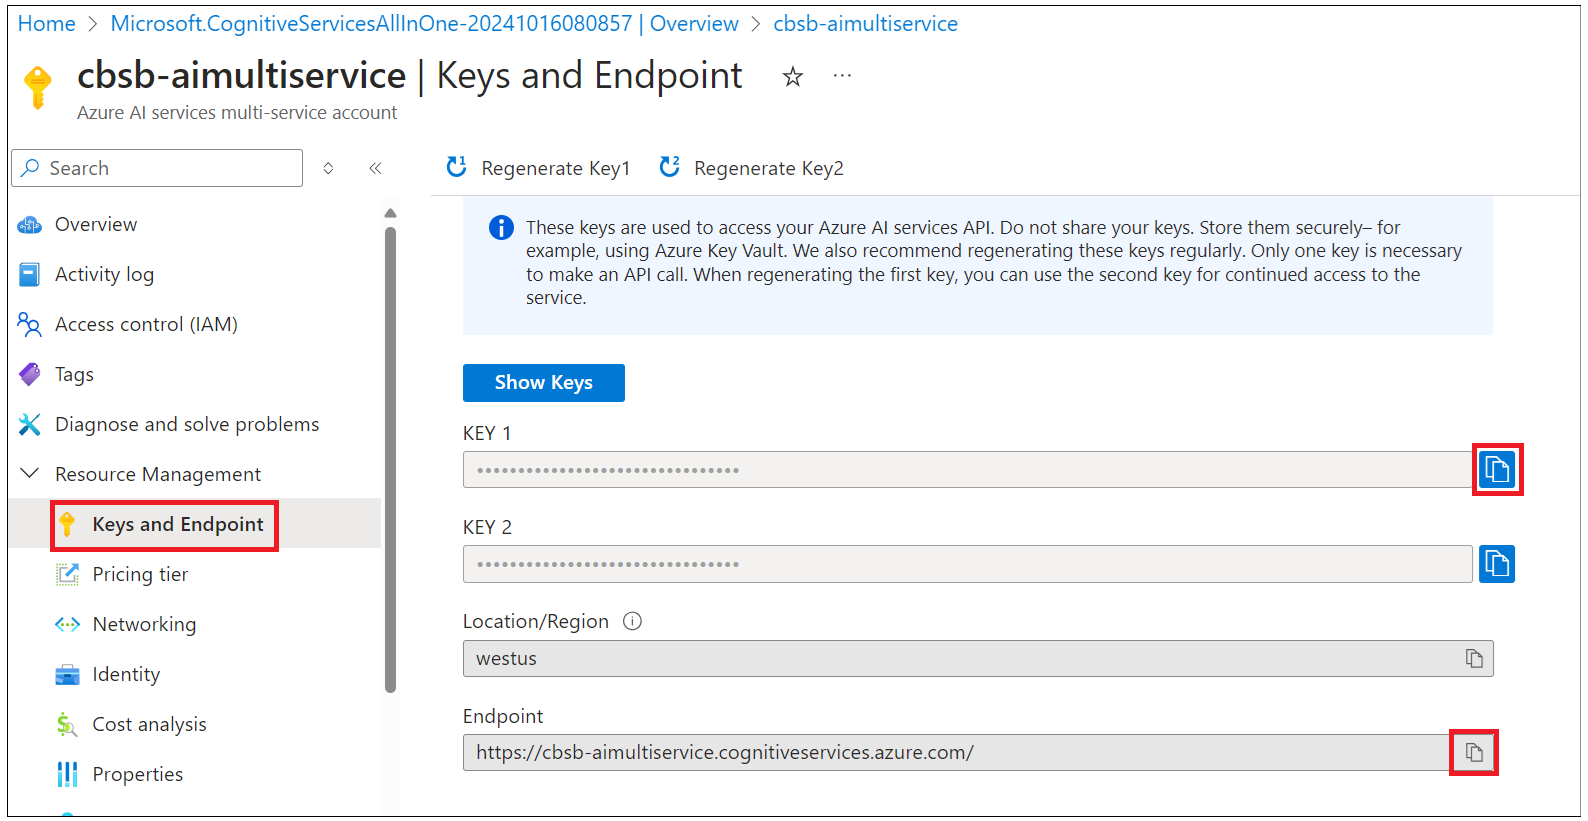 Home > Microsoft.CognitiveServicesAllInOne-20241016080857 | Overview > cbsb-aimultiservice
cbsb-aimultiservice | Keys and Endpoint
Azure AI services multi-service account
Search
Overview
Activity log
Access control (IAM)
Tags
Diagnose and solve problems
Resource Management
Keys and Endpoint
Pricing tier
Networking
Identity
Cost analysis
Properties
Regenerate Key1
Regenerate Key2
These keys are used to access your Azure AI services API. Do not share your keys. Store them securely– for
example, using Azure Key Vault. We also recommend regenerating these keys regularly. Only one key is necessary
to make an API call. When regenerating the first key, you can use the second key for continued access to the
service.
Show Keys
KEY 1
••••••••••••••••••••••••••••••••
KEY 2
••••••••••••••••••••••••••••••••
Location/Region
westus
Endpoint
https://cbsb-aimultiservice.cognitiveservices.azure.com/